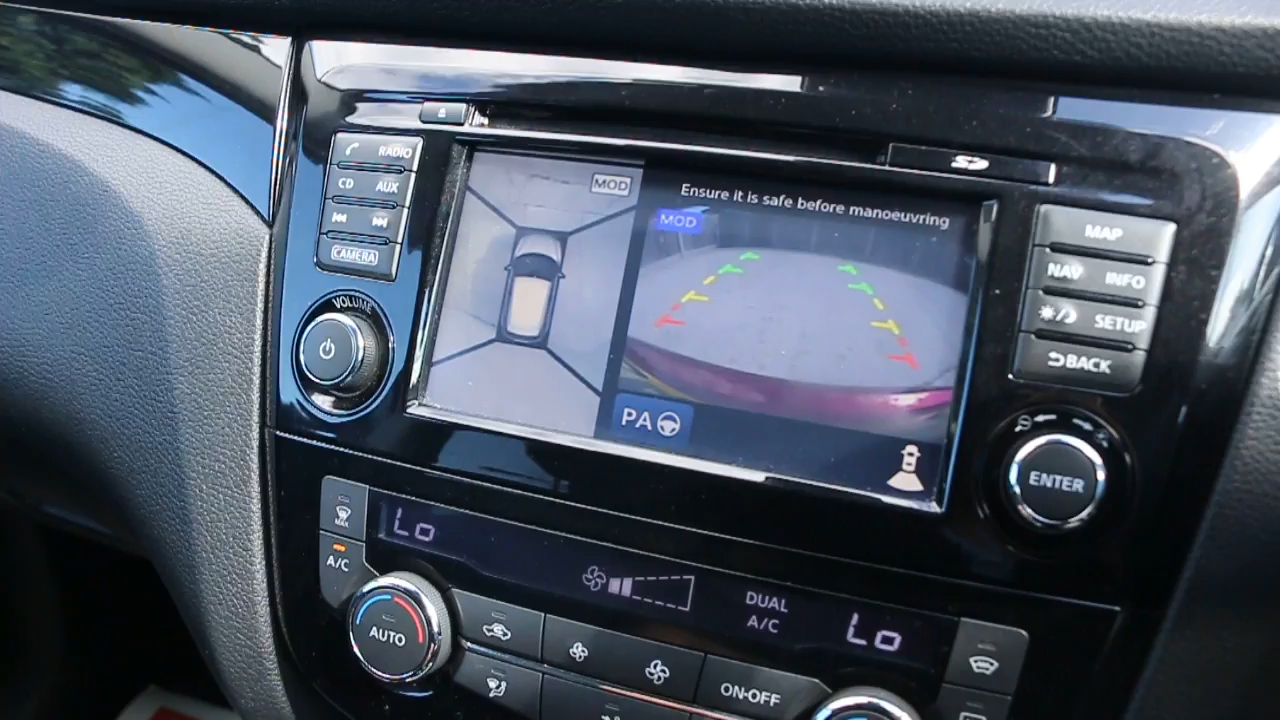 RADIO
CD AUX
CAMERA
VOLUME
MOD
Ensure it is safe before manoeuvring
MOD
PA
SD
MAP
NAV INFO
SETUP
BACK
ENTER
MAX
A/C
Lo
DUAL
A/C
Lo
AUTO
ON·OFF